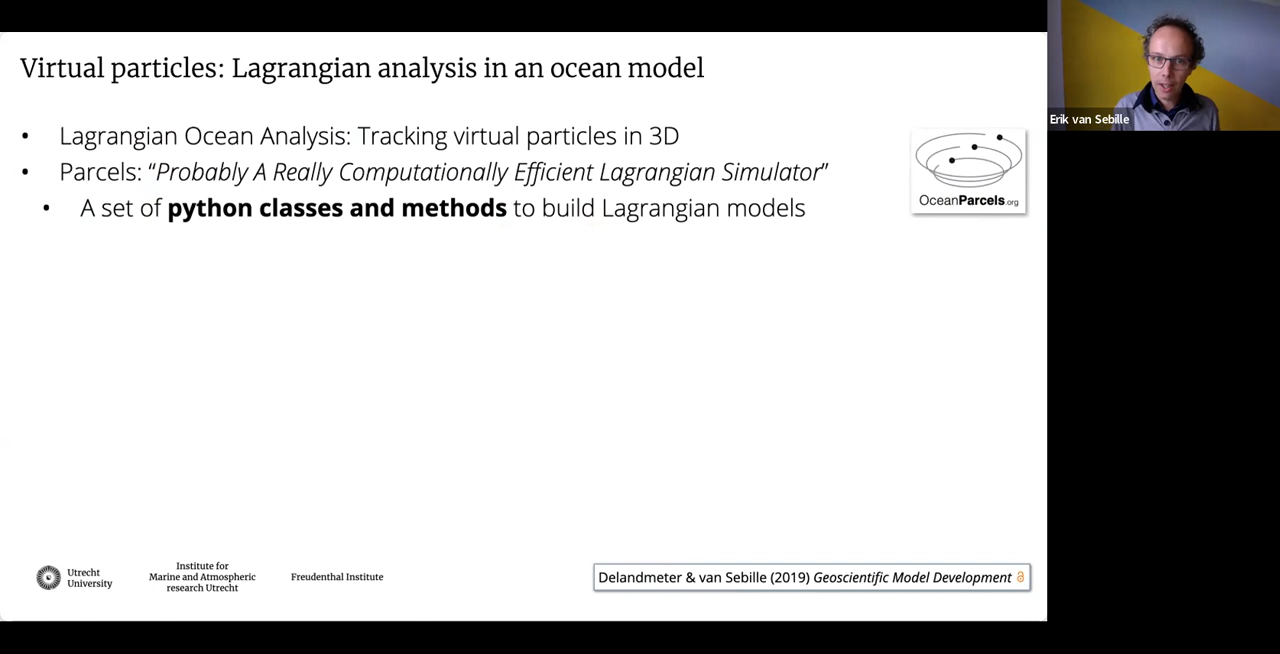 Virtual particles: Lagrangian analysis in an ocean model
• Lagrangian Ocean Analysis: Tracking virtual particles in 3D
• Parcels: “Probably A Really Computationally Efficient Lagrangian Simulator”
• A set of python classes and methods to build Lagrangian models
OceanParcels.org
Erik van Sebille
Utrecht
University
Institute for
Marine and Atmospheric
research Utrecht
Freudenthal Institute
Delandmeter & van Sebille (2019) Geoscientific Model Development